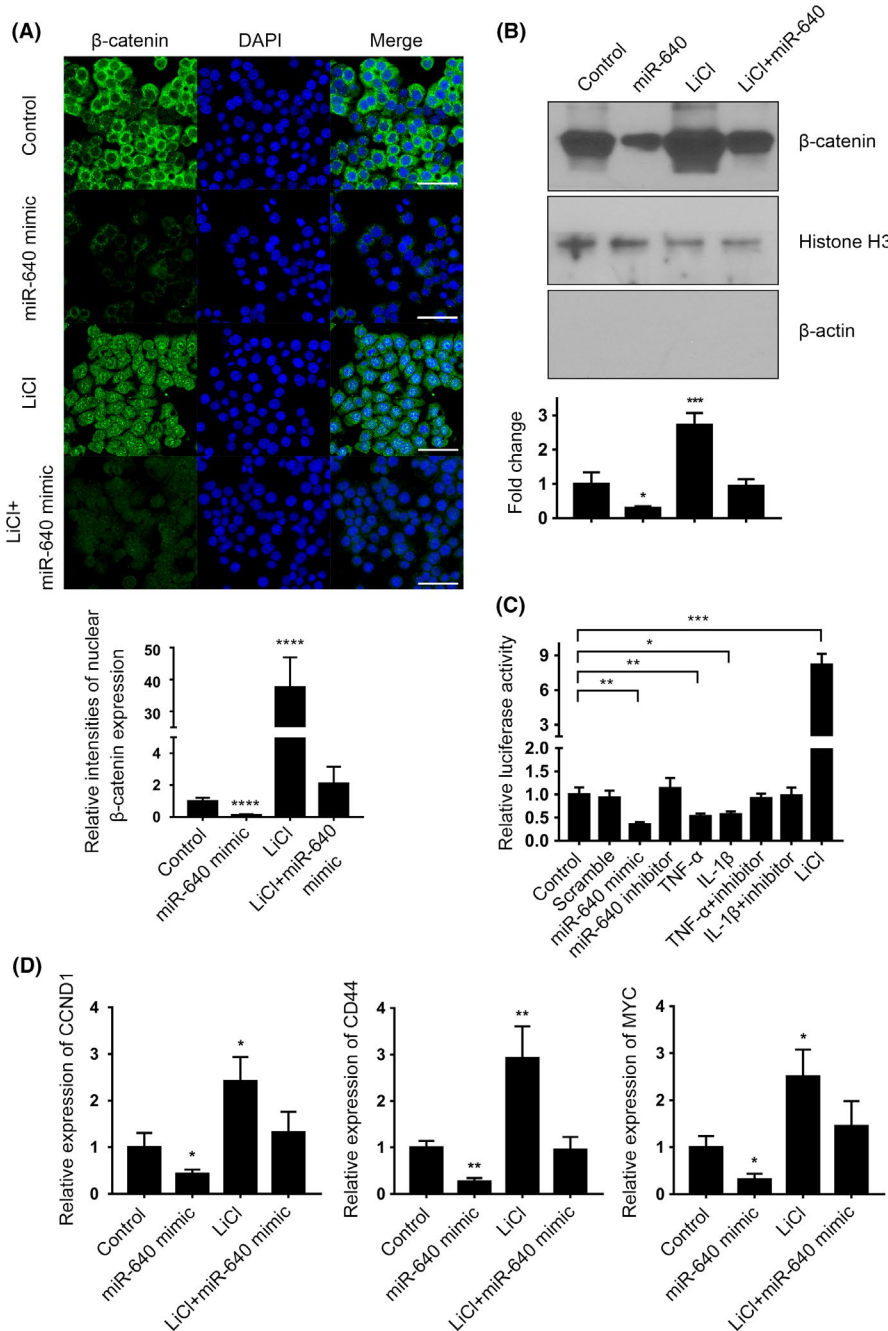 (A)
β-catenin DAPI Merge
Control
miR-640 mimic
LiCl
LiCl+
miR-640 mimic
Relative intensities of nuclear
β-catenin expression
50
40
30
20
4
2
0
****
****
Control
miR-640 mimic
LiCl
LiCl+miR-640
mimic
(B)
Control
miR-640
LiCl
LiCl+miR-640
β-catenin
Histone H3
β-actin
Fold change
3
2
1
0
*
***
(C)
Relative luciferase activity
9
6
2.0
1.5
1.0
0.5
0.0
***
*
**
**
Control
Scramble
miR-640 mimic
miR-640 inhibitor
TNF-α
IL-1β
TNF-α+inhibitor
IL-1β+inhibitor
LiCl
(D)
Relative expression of CCND1
4
3
2
1
0
*
*
Control
miR-640 mimic
LiCl
LiCl+miR-640 mimic
Relative expression of CD44
4
3
2
1
0
**
**
Control
miR-640 mimic
LiCl
LiCl+miR-640 mimic
Relative expression of MYC
4
3
2
1
0
*
*
Control
miR-640 mimic
LiCl
LiCl+miR-640 mimic